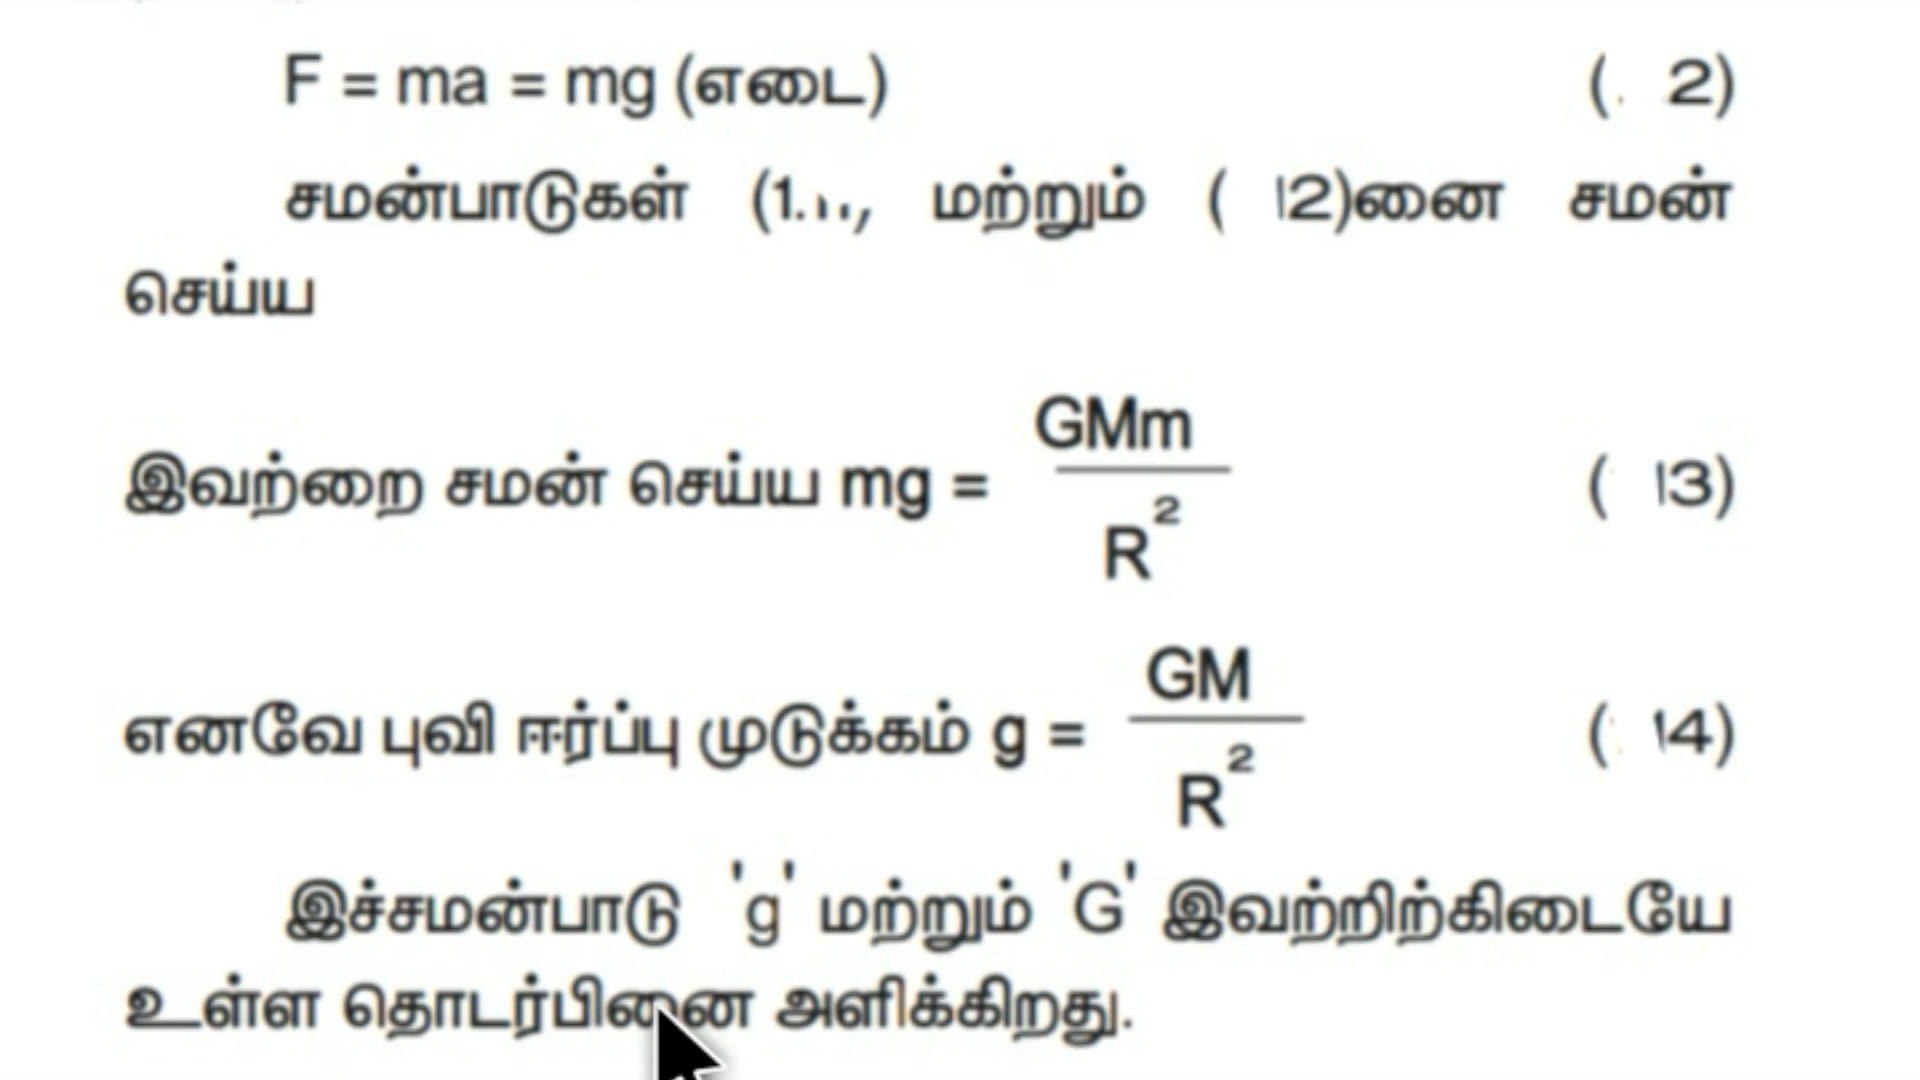 F = ma = mg (எடை) ( 2)
சமன்பாடுகள் (1. மற்றும் ( 12)னை சமன்
செய்ய
இவற்றை சமன் செய்ய mg = GMm / R²  ( 13)
எனவே புவி ஈர்ப்பு முடுக்கம் g = GM / R²  ( 14)
இச்சமன்பாடு 'g' மற்றும் 'G' இவற்றிற்கிடையே
உள்ள தொடர்பினை அளிக்கிறது.